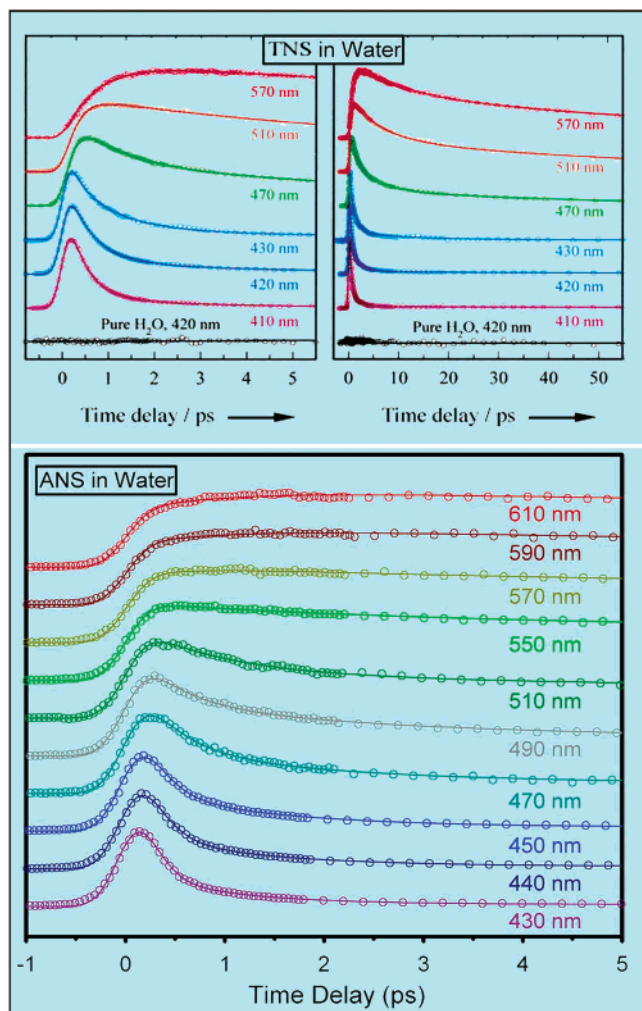 TNS in Water
570 nm
510 nm
470 nm
430 nm
420 nm
410 nm
Pure H₂O, 420 nm
0 1 2 3 4 5
Time delay / ps
570 nm
510 nm
470 nm
430 nm
420 nm
410 nm
Pure H₂O, 420 nm
0 10 20 30 40 50
Time delay / ps
ANS in Water
610 nm
590 nm
570 nm
550 nm
510 nm
490 nm
470 nm
450 nm
440 nm
430 nm
-1 0 1 2 3 4 5
Time Delay (ps)